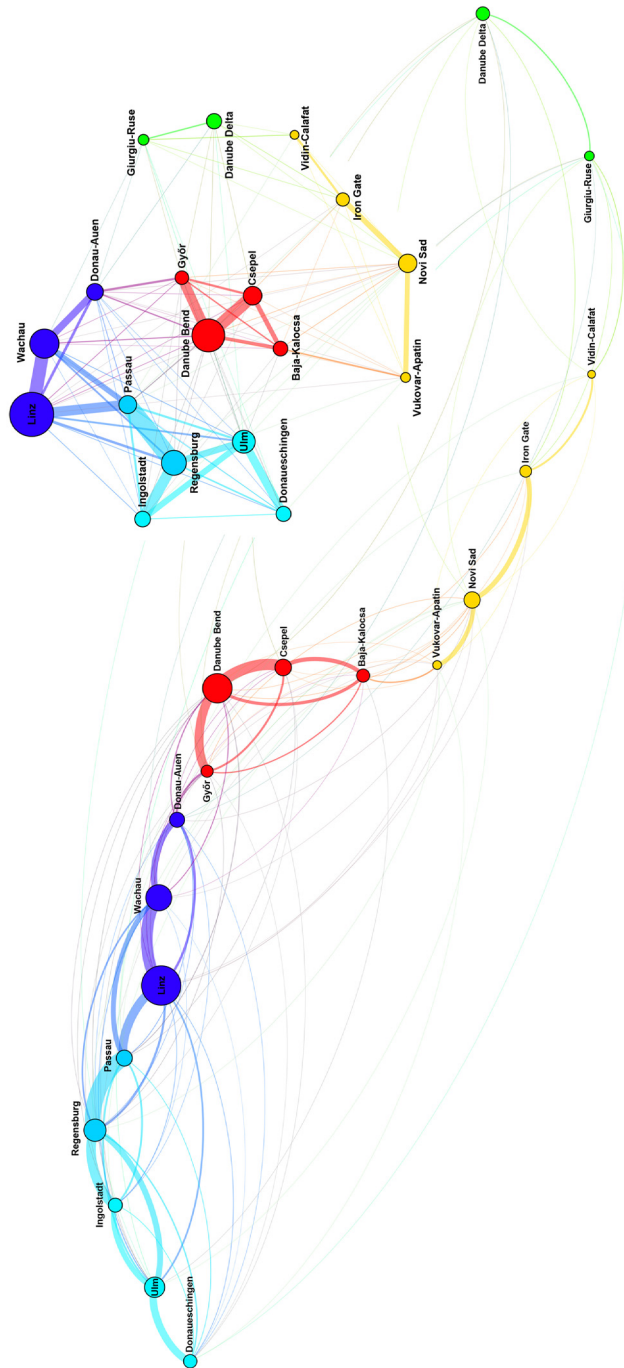 Danube Delta
Giurgiu-Ruse
Danube Delta
Vidin-Calafat
Giurgiu-Ruse
Iron Gate
Donau-Auen
Győr
Csepel
Novi Sad
Wachau
Danube Bend
Baja-Kalocsa
Linz
Passau
Vukovar-Apatin
Vidin-Calafat
Regensburg
Ulm
Ingolstadt
Donaueschingen
Iron Gate
Novi Sad
Danube Bend
Csepel
Baja-Kalocsa
Vukovar-Apatin
Győr
Donau-Auen
Wachau
Linz
Passau
Regensburg
Ingolstadt
Ulm
Donaueschingen